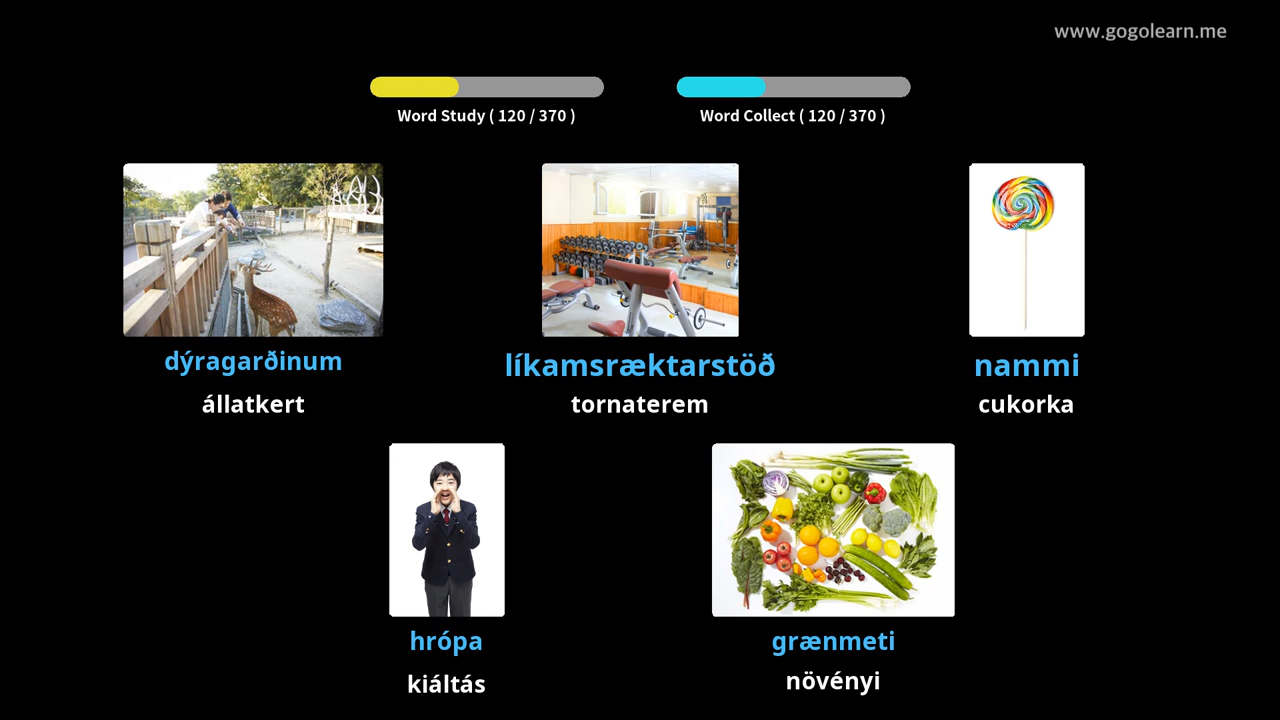 www.gogolearn.me
Word Study ( 120 / 370 )
Word Collect ( 120 / 370 )
dýragarðinum
líkamsræktarstöð
nammi
állatkert
tornaterem
cukorka
hrópa
grænmeti
kiáltás
növényi